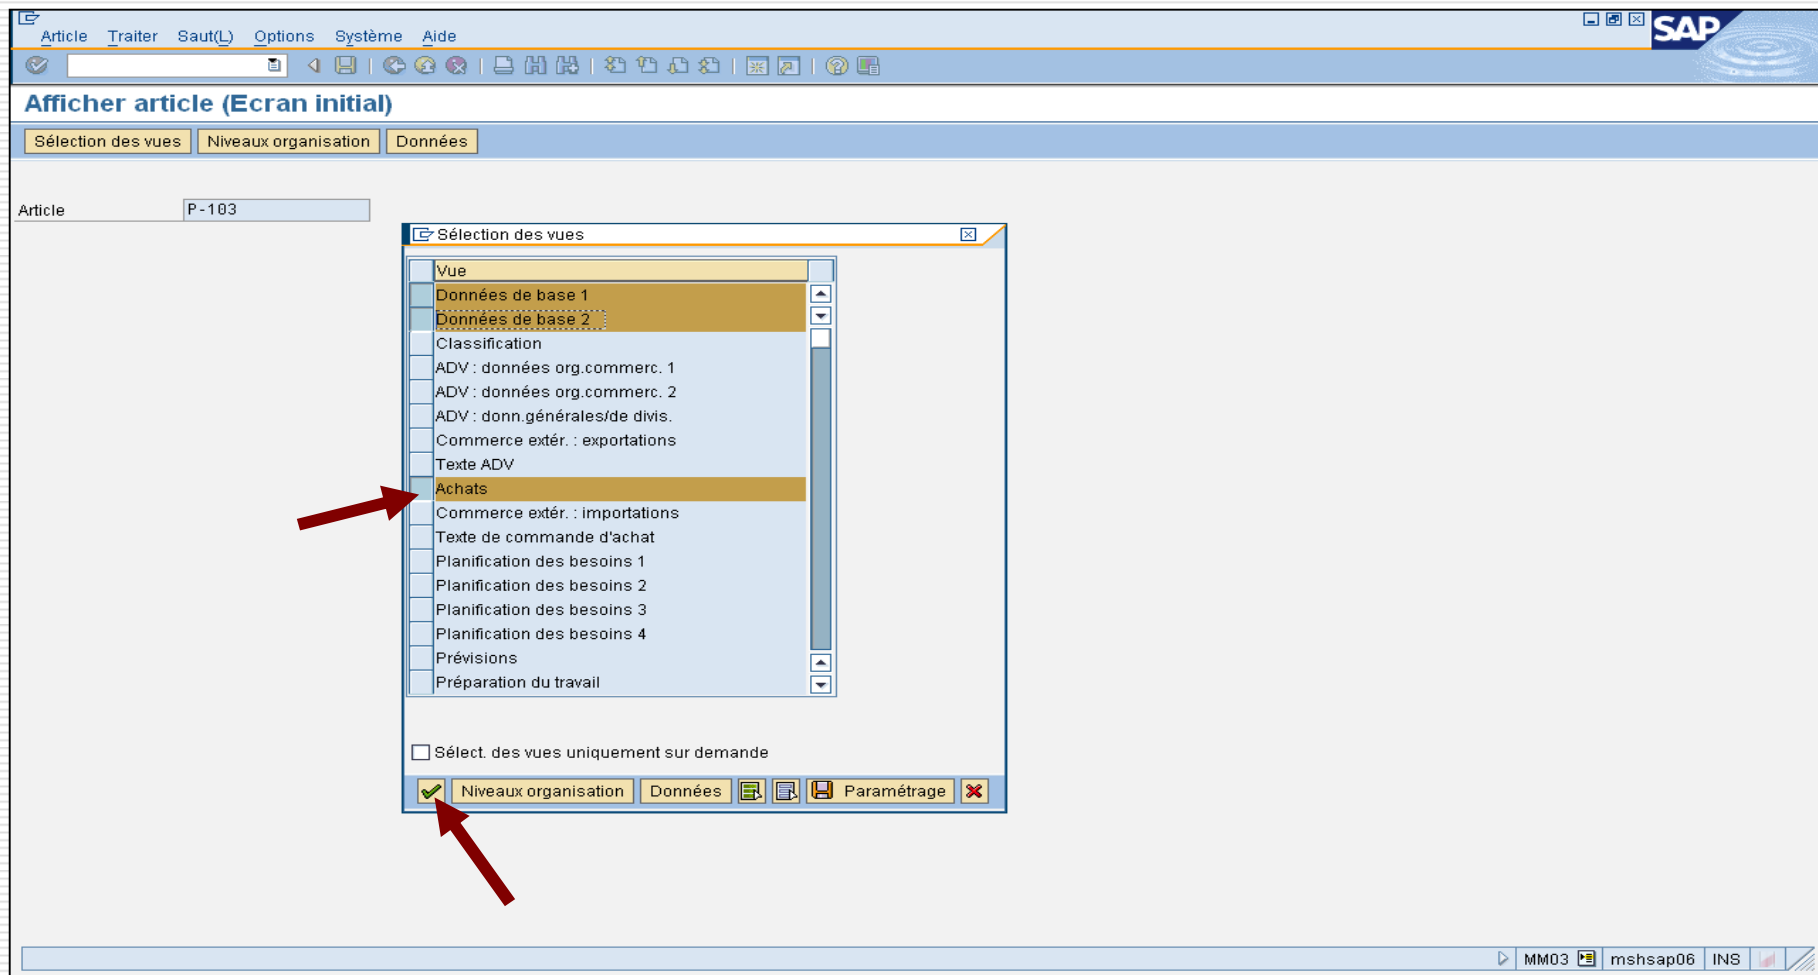 Article Traiter Saut(L) Options Système Aide
SAP
Afficher article (Ecran initial)
Sélection des vues Niveaux organisation Données
Article P-103
Sélection des vues
Vue
Données de base 1
Données de base 2
Classification
ADV : données org.commerc. 1
ADV : données org.commerc. 2
ADV : donn.générales/de divis.
Commerce extér. : exportations
Texte ADV
Achats
Commerce extér. : importations
Texte de commande d'achat
Planification des besoins 1
Planification des besoins 2
Planification des besoins 3
Planification des besoins 4
Prévisions
Préparation du travail
Sélect. des vues uniquement sur demande
Niveaux organisation Données Paramétrage
MM03 mshsap06 INS